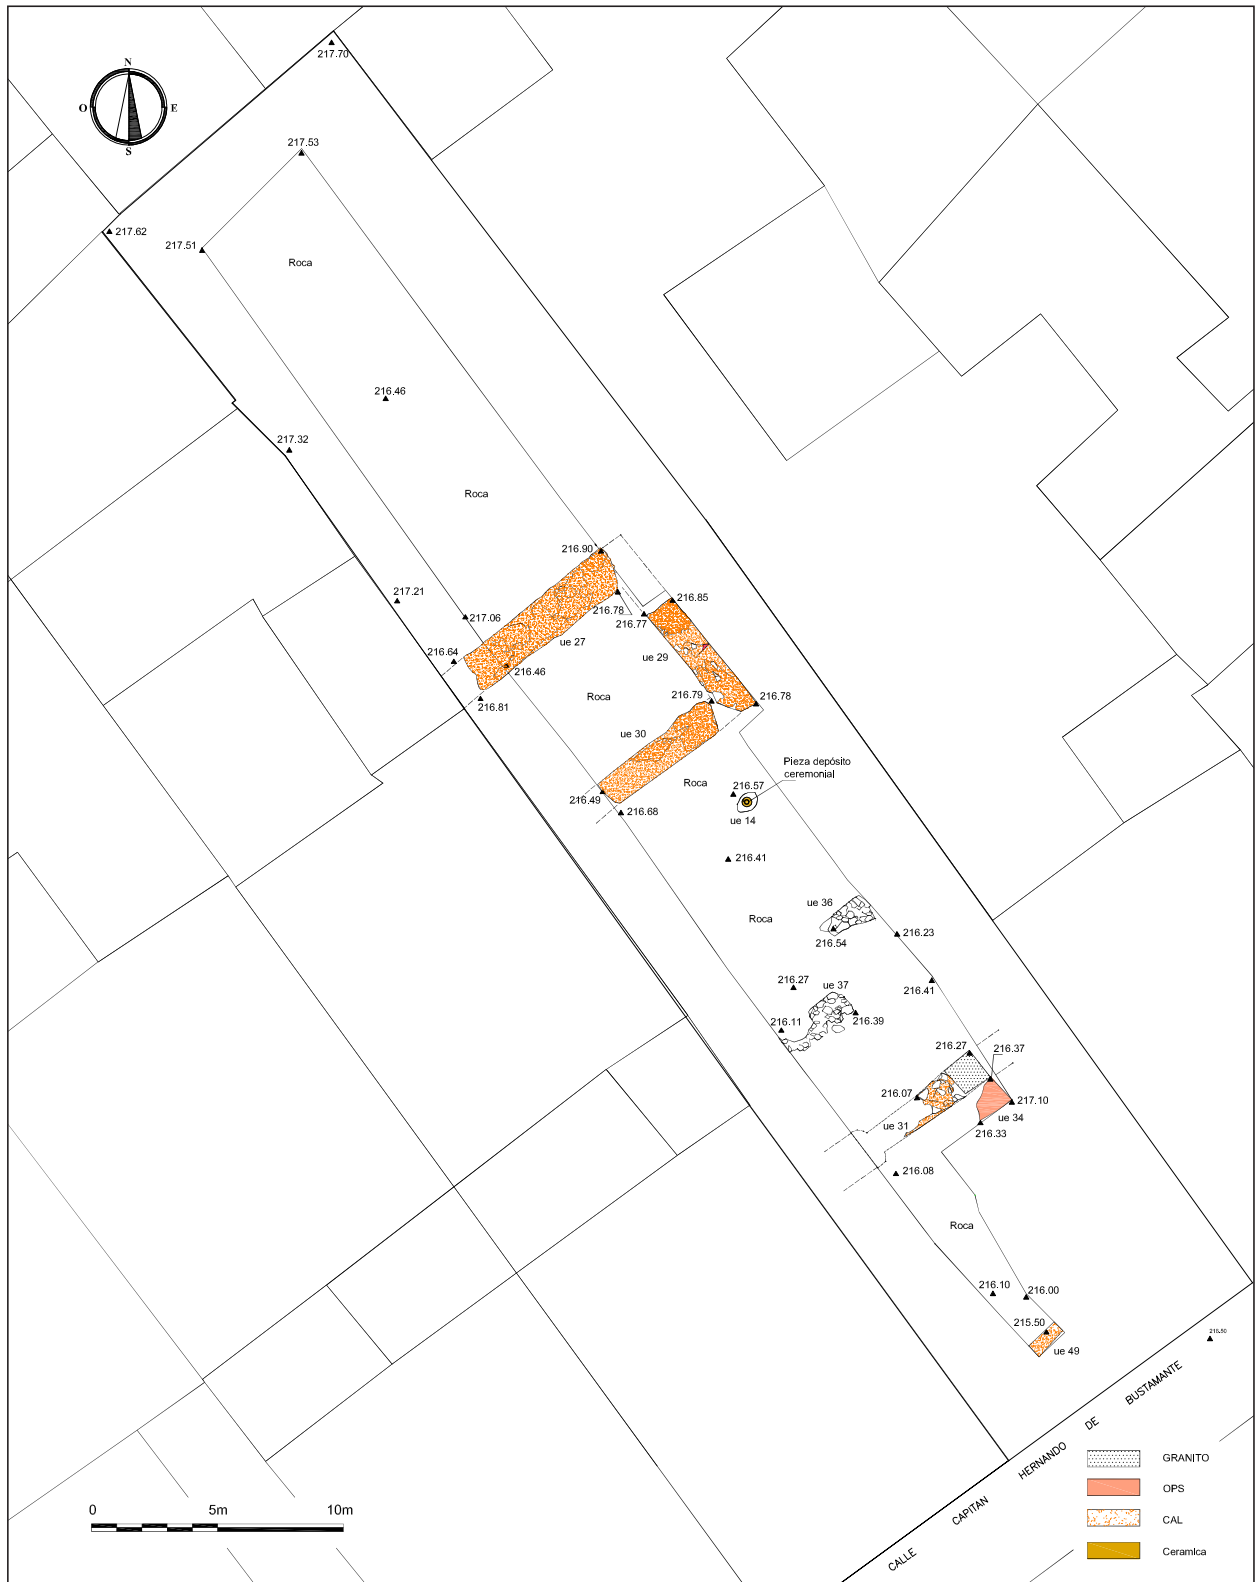 217.70
N
O
E
S
217.53
217.62
217.51
Roca
216.46
217.32
Roca
216.90
217.21
216.78
216.85
217.06
216.77
ue 27
216.64
ue 29
216.46
Roca
216.79
216.78
216.81
ue 30
Pieza depósito
ceremonial
Roca
216.57
216.49
216.68
ue 14
216.41
ue 36
Roca
216.54
216.23
216.27
ue 37
216.41
216.11
216.39
216.27
216.37
216.07
217.10
ue 31
ue 34
216.33
216.08
Roca
216.10
216.00
215.50
ue 49
215.50
CALLE CAPITAN HERNANDO DE BUSTAMANTE
GRANITO
OPS
CAL
Ceramica
0 5m 10m